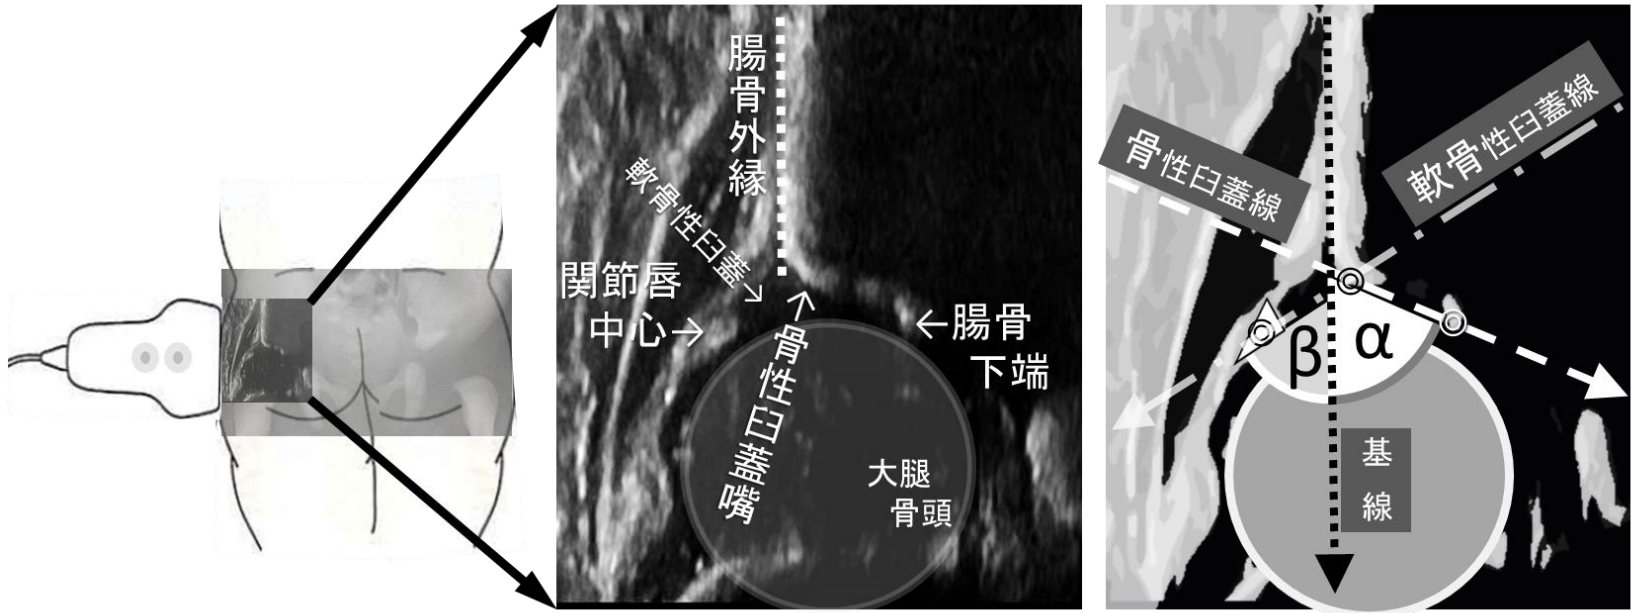 腸骨外縁
軟骨性臼蓋→
関節唇
中心→
骨性臼蓋嘴→
←腸骨
下端
大腿
骨頭
骨性臼蓋線
軟骨性臼蓋線
β
α
基
線